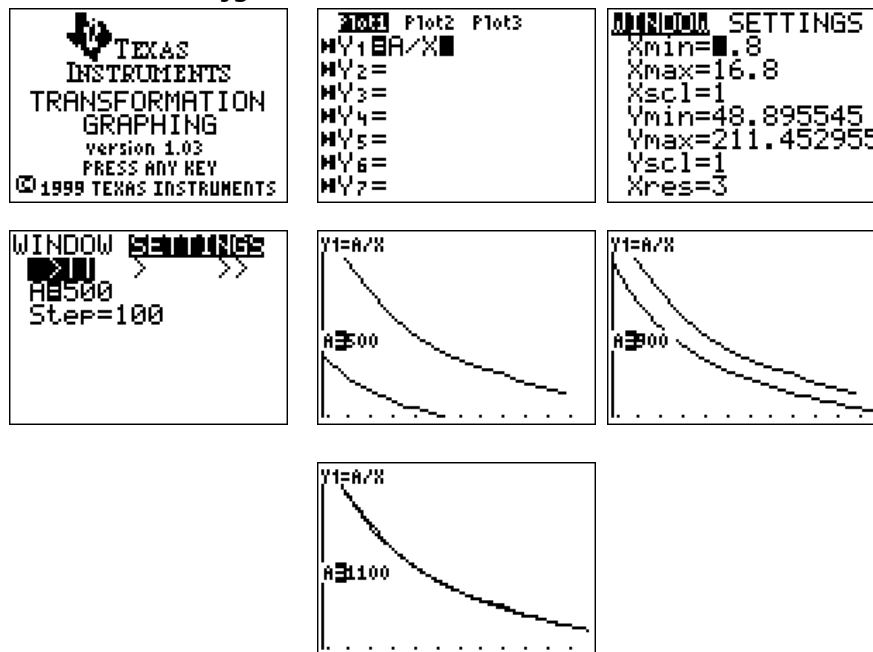 TEXAS
INSTRUMENTS
TRANSFORMATION
GRAPHING
version 1.03
PRESS ANY KEY
© 1999 TEXAS INSTRUMENTS
Plot1 Plot2 Plot3
Y1=A/X
Y2=
Y3=
Y4=
Y5=
Y6=
Y7=
WINDOW SETTINGS
Xmin=.8
Xmax=16.8
Xscl=1
Ymin=48.895545
Ymax=211.452955
Yscl=1
Xres=3
WINDOW SETTINGS
>|| > >>
A=500
Step=100
Y1=A/X
A=500
Y1=A/X
A=900
Y1=A/X
A=1100